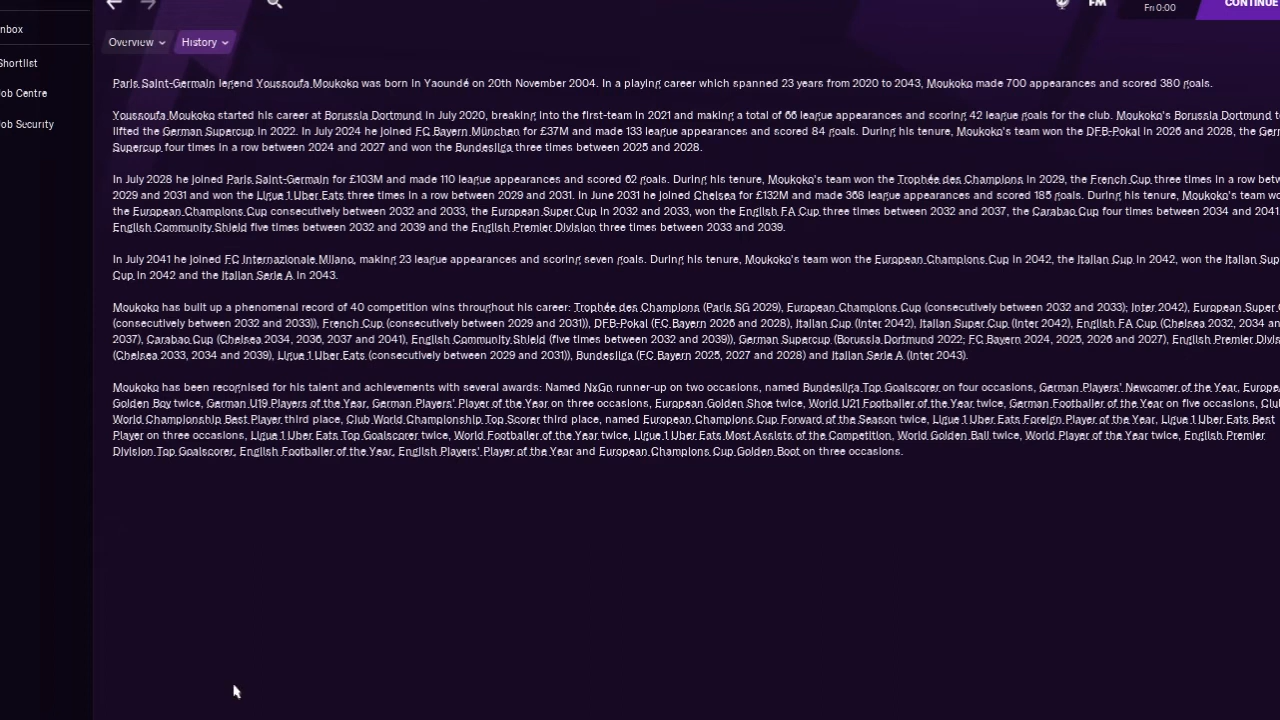 Fri 0:00
CONTINUE
FM
nbox
Shortlist
ob Centre
ob Security
Overview
History
Paris Saint-Germain legend Youssoufa Moukoko was born in Yaoundé on 20th November 2004. In a playing career which spanned 23 years from 2020 to 2043, Moukoko made 700 appearances and scored 380 goals.
Youssoufa Moukoko started his career at Borussia Dortmund in July 2020, breaking into the first-team in 2021 and making a total of 66 league appearances and scoring 42 league goals for the club. Moukoko's Borussia Dortmund t
lifted the German Supercup in 2022. In July 2024 he joined FC Bayern München for £37M and made 133 league appearances and scored 84 goals. During his tenure, Moukoko's team won the DFB-Pokal in 2026 and 2028, the Ger
Supercup four times in a row between 2024 and 2027 and won the Bundesliga three times between 2025 and 2028.
In July 2028 he joined Paris Saint-Germain for £103M and made 110 league appearances and scored 62 goals. During his tenure, Moukoko's team won the Trophée des Champions in 2029, the French Cup three times in a row betw
2029 and 2031 and won the Ligue 1 Uber Eats three times in a row between 2029 and 2031. In June 2031 he joined Chelsea for £132M and made 368 league appearances and scored 185 goals. During his tenure, Moukoko's team wo
the European Champions Cup consecutively between 2032 and 2033, the European Super Cup in 2032 and 2033, won the English FA Cup three times between 2032 and 2037, the Carabao Cup four times between 2034 and 2041
English Community Shield five times between 2032 and 2039 and the English Premier Division three times between 2033 and 2039.
In July 2041 he joined FC Internazionale Milano, making 23 league appearances and scoring seven goals. During his tenure, Moukoko's team won the European Champions Cup in 2042, the Italian Cup in 2042, won the Italian Sup
Cup in 2042 and the Italian Serie A in 2043.
Moukoko has built up a phenomenal record of 40 competition wins throughout his career: Trophée des Champions (Paris SG 2029), European Champions Cup (consecutively between 2032 and 2033); Inter 2042), European Super C
(consecutively between 2032 and 2033)), French Cup (consecutively between 2029 and 2031)), DFB-Pokal (FC Bayern 2026 and 2028), Italian Cup (Inter 2042), Italian Super Cup (Inter 2042), English FA Cup (Chelsea 2032, 2034 an
2037), Carabao Cup (Chelsea 2034, 2036, 2037 and 2041), English Community Shield (five times between 2032 and 2039)), German Supercup (Borussia Dortmund 2022; FC Bayern 2024, 2025, 2026 and 2027), English Premier Divis
(Chelsea 2033, 2034 and 2039), Ligue 1 Uber Eats (consecutively between 2029 and 2031)), Bundesliga (FC Bayern 2025, 2027 and 2028) and Italian Serie A (Inter 2043).
Moukoko has been recognised for his talent and achievements with several awards: Named NxGn runner-up on two occasions, named Bundesliga Top Goalscorer on four occasions, German Players' Newcomer of the Year, Europe
Golden Boy twice, German U19 Players of the Year, German Players' Player of the Year on three occasions, European Golden Shoe twice, World U21 Footballer of the Year twice, German Footballer of the Year on five occasions, Clu
World Championship Best Player third place, Club World Championship Top Scorer third place, named European Champions Cup Forward of the Season twice, Ligue 1 Uber Eats Foreign Player of the Year, Ligue 1 Uber Eats Best
Player on three occasions, Ligue 1 Uber Eats Top Goalscorer twice, World Footballer of the Year twice, Ligue 1 Uber Eats Most Assists of the Competition, World Golden Ball twice, World Player of the Year twice, English Premier
Division Top Goalscorer, English Footballer of the Year, English Players' Player of the Year and European Champions Cup Golden Boot on three occasions.